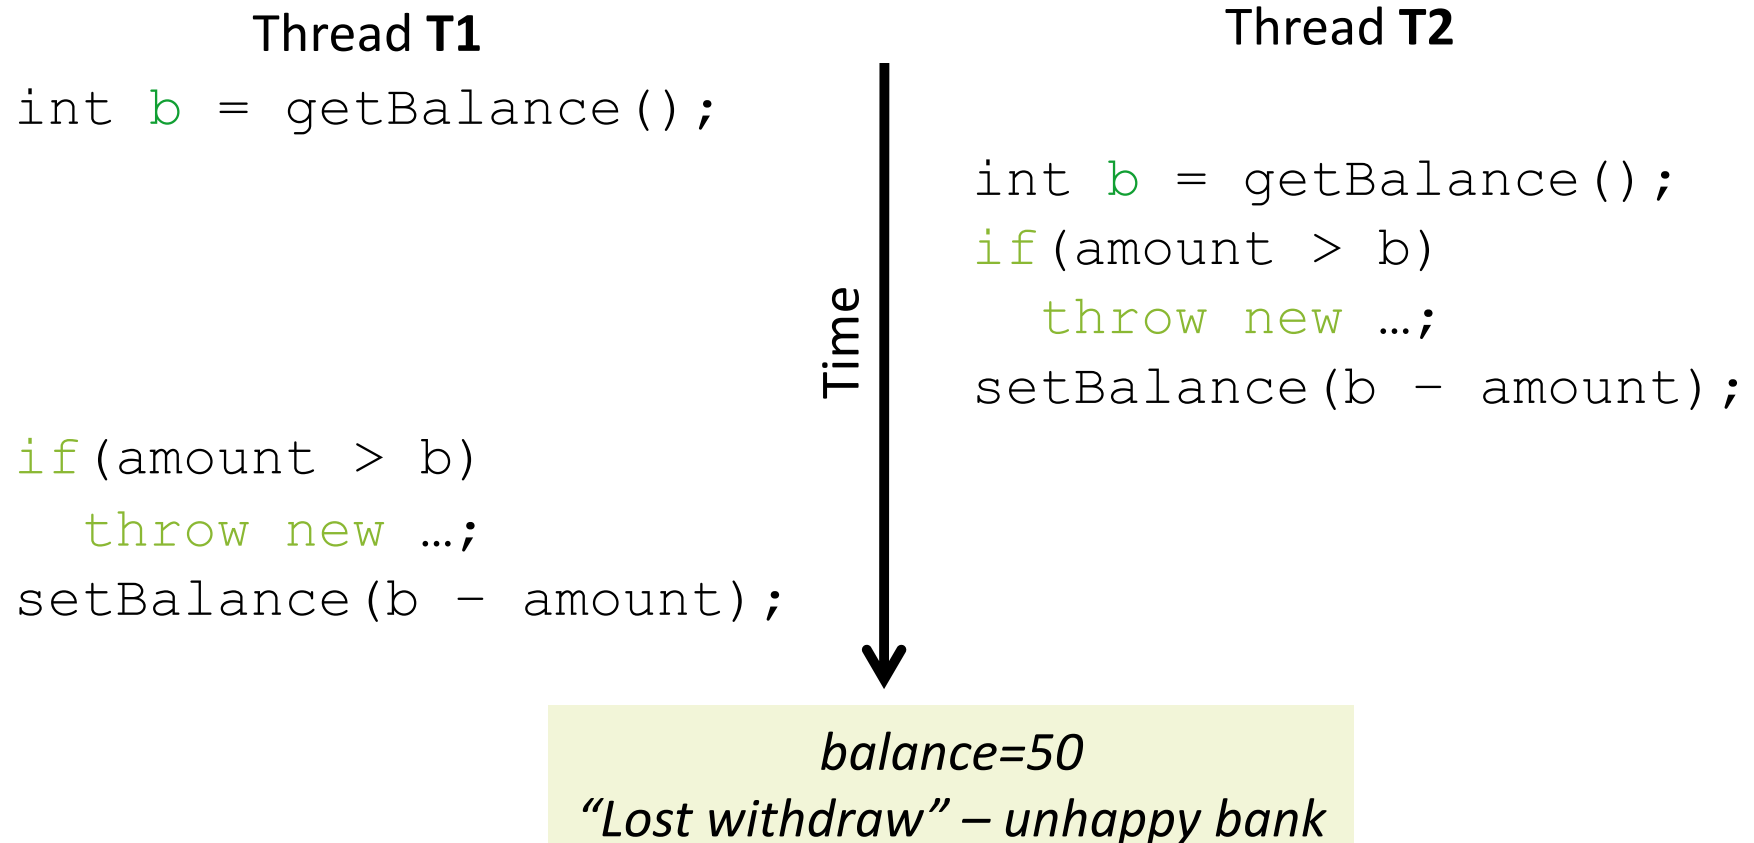 Thread T1
int b = getBalance();
if(amount > b)
throw new …;
setBalance(b – amount);
Time
Thread T2
int b = getBalance();
if(amount > b)
throw new …;
setBalance(b – amount);
balance=50
“Lost withdraw” – unhappy bank